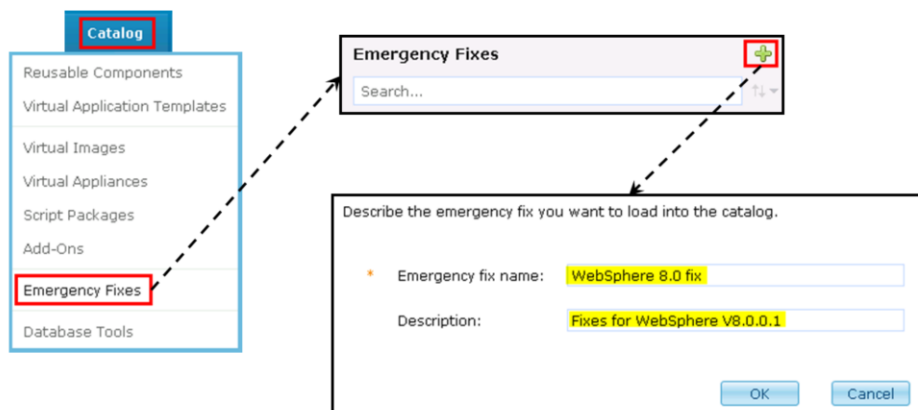 Catalog
Reusable Components
Virtual Application Templates
Virtual Images
Virtual Appliances
Script Packages
Add-Ons
Emergency Fixes
Database Tools
Emergency Fixes
Search...
Describe the emergency fix you want to load into the catalog.
* Emergency fix name: WebSphere 8.0 fix
Description: Fixes for WebSphere V8.0.0.1
OK Cancel